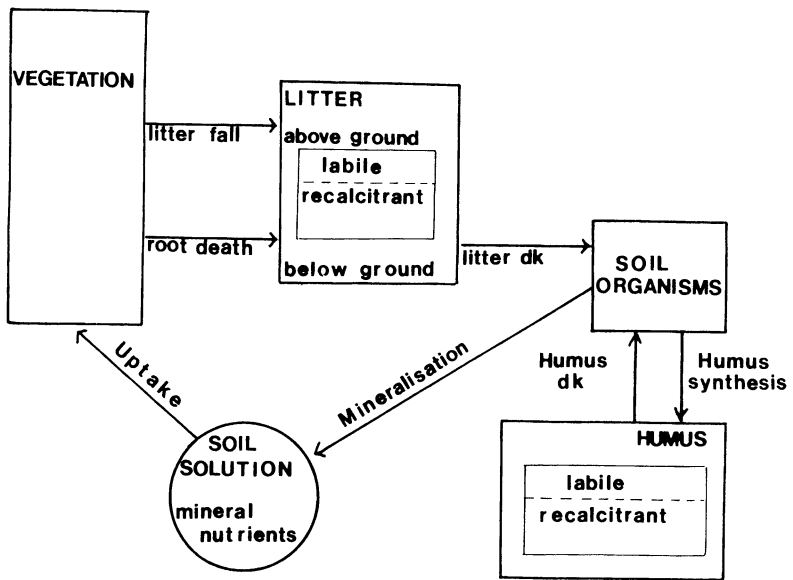 VEGETATION
litter fall
root death
LITTER
above ground
labile
recalcitrant
below ground
litter dk
SOIL
ORGANISMS
Uptake
Mineralisation
Humus
dk
Humus
synthesis
SOIL
SOLUTION
mineral
nutrients
HUMUS
labile
recalcitrant